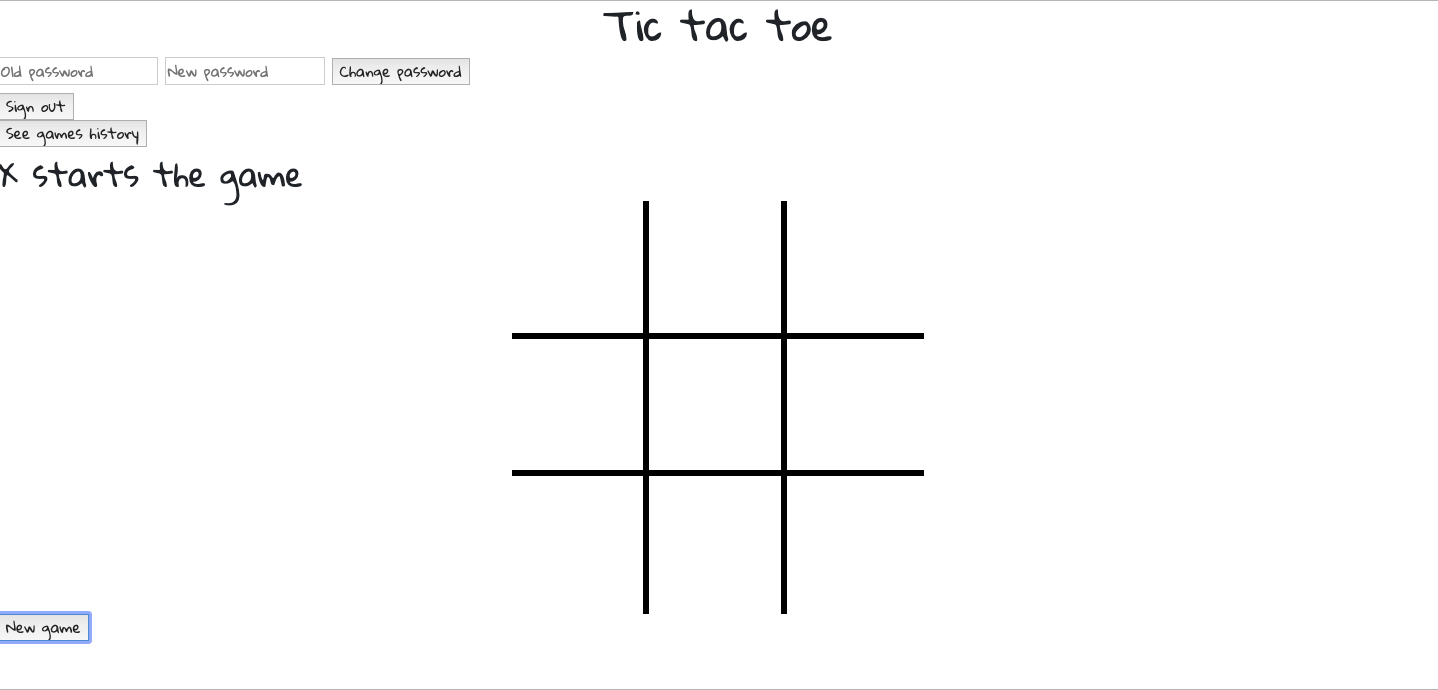 Tic tac toe
Old password New password Change password
Sign out
See games history
X starts the game
New game